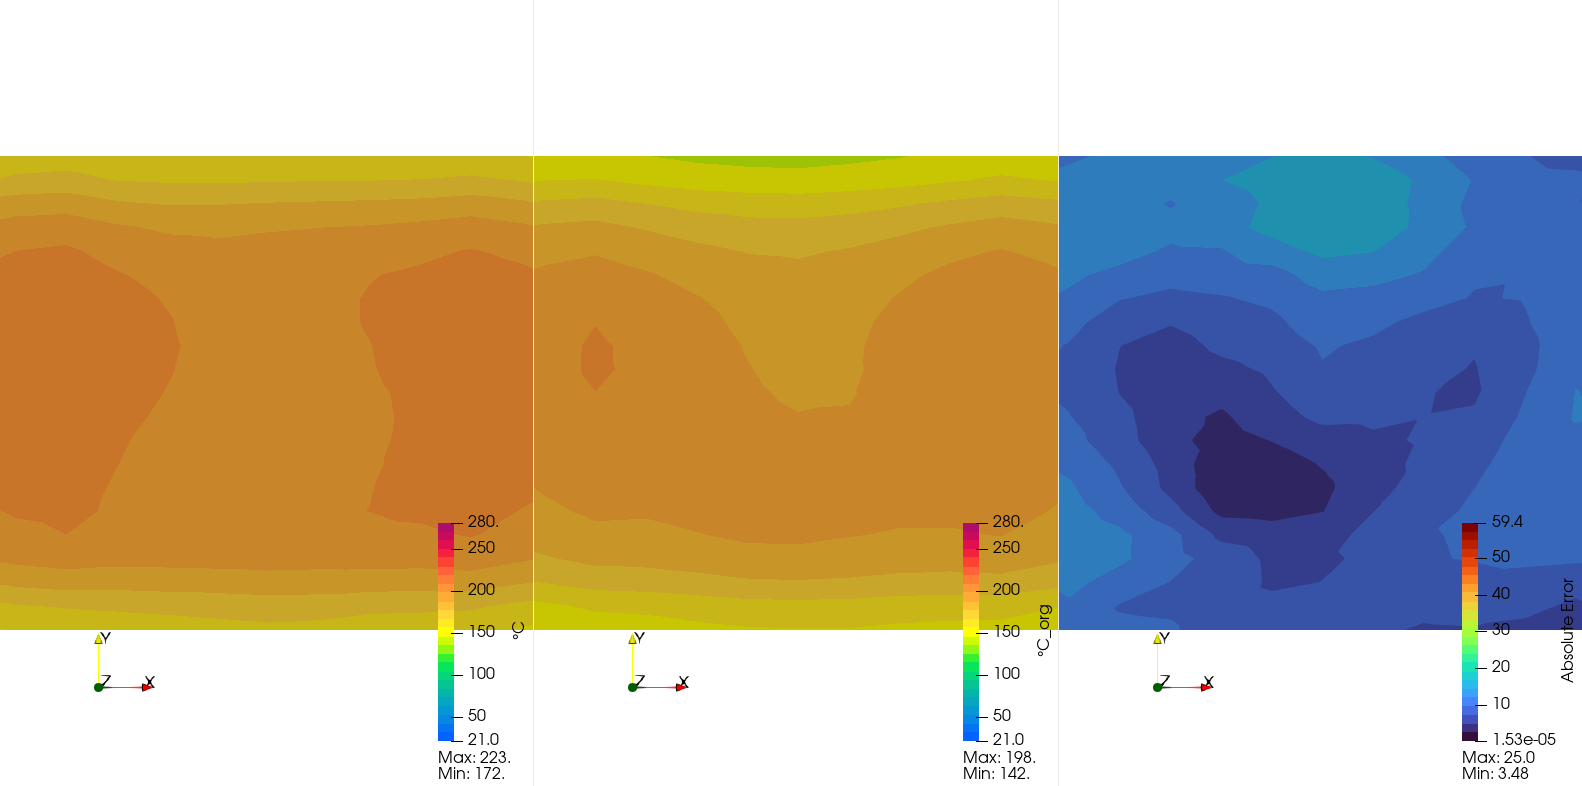 280.
250
200
150
100
50
21.0
°C
Max: 223.
Min: 172.
Y
Z
X
280.
250
200
150
100
50
21.0
°C_org
Max: 198.
Min: 142.
Y
Z
X
59.4
50
40
30
20
10
1.53e-05
Absolute Error
Max: 25.0
Min: 3.48
Y
Z
X